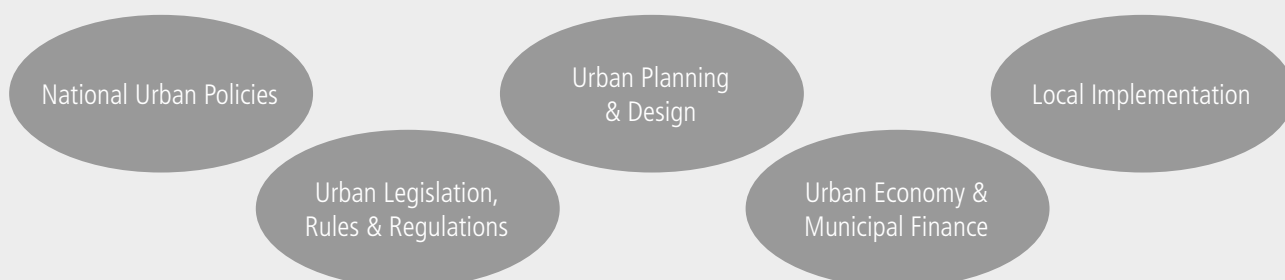 National Urban Policies
Urban Legislation,
Rules & Regulations
Urban Planning
& Design
Urban Economy &
Municipal Finance
Local Implementation